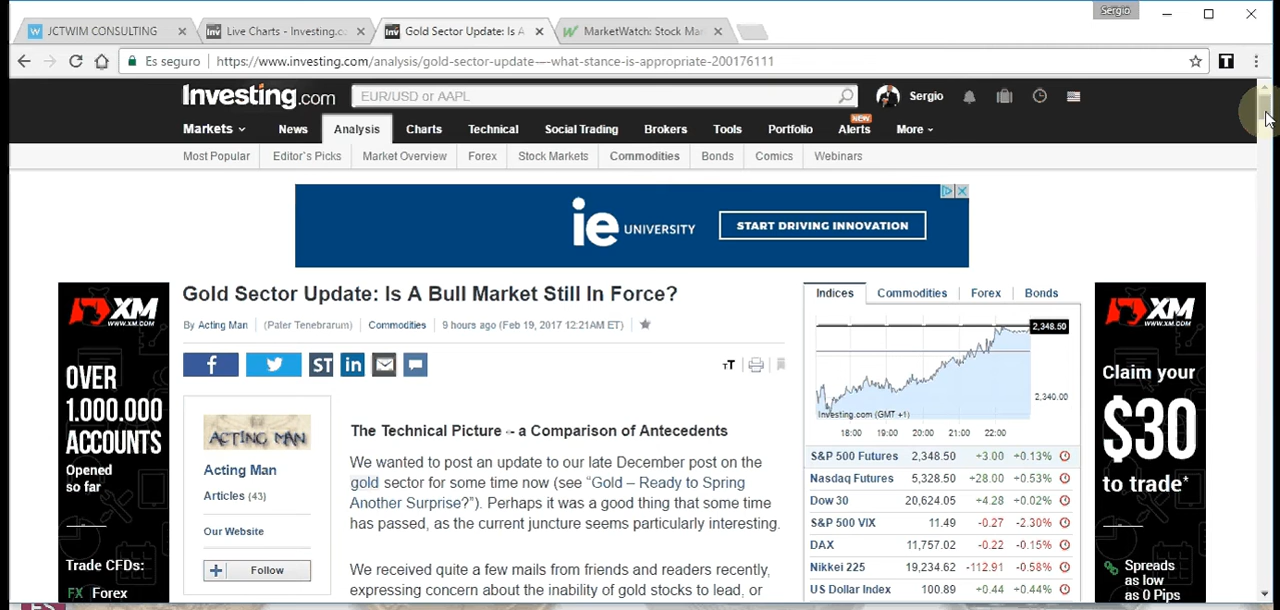 Sergio
JCTWIM CONSULTING
Live Charts - Investing.c
Gold Sector Update: Is A
MarketWatch: Stock Mar
Es seguro
https://www.investing.com/analysis/gold-sector-update-–-what-stance-is-appropriate-200176111
Investing.com
EUR/USD or AAPL
Sergio
Markets
News
Analysis
Charts
Technical
Social Trading
Brokers
Tools
Portfolio
NEW
Alerts
More
Most Popular
Editor's Picks
Market Overview
Forex
Stock Markets
Commodities
Bonds
Comics
Webinars
ie UNIVERSITY
START DRIVING INNOVATION
XM
WWW.XM.COM
OVER
1.000.000
ACCOUNTS
Opened
so far
Trade CFDs:
FX Forex
Gold Sector Update: Is A Bull Market Still In Force?
By Acting Man (Pater Tenebrarum) Commodities 9 hours ago (Feb 19, 2017 12:21AM ET)
f
ST
in
TT
ACTING MAN
Acting Man
Articles (43)
Our Website
+ Follow
The Technical Picture -- a Comparison of Antecedents
We wanted to post an update to our late December post on the
gold sector for some time now (see "Gold – Ready to Spring
Another Surprise?"). Perhaps it was a good thing that some time
has passed, as the current juncture seems particularly interesting.
We received quite a few mails from friends and readers recently,
expressing concern about the inability of gold stocks to lead, or
Indices
Commodities
Forex
Bonds
2,348.50
2,340.00
Investing.com (GMT +1)
18:00 19:00 20:00 21:00 22:00
S&P 500 Futures 2,348.50 +3.00 +0.13%
Nasdaq Futures 5,328.50 +28.00 +0.53%
Dow 30 20,624.05 +4.28 +0.02%
S&P 500 VIX 11.49 -0.27 -2.30%
DAX 11,757.02 -0.22 -0.15%
Nikkei 225 19,234.62 -112.91 -0.58%
US Dollar Index 100.89 +0.44 +0.44%
XM
WWW.XM.COM
Claim your
$30
to trade*
Spreads
as low
as 0 Pips